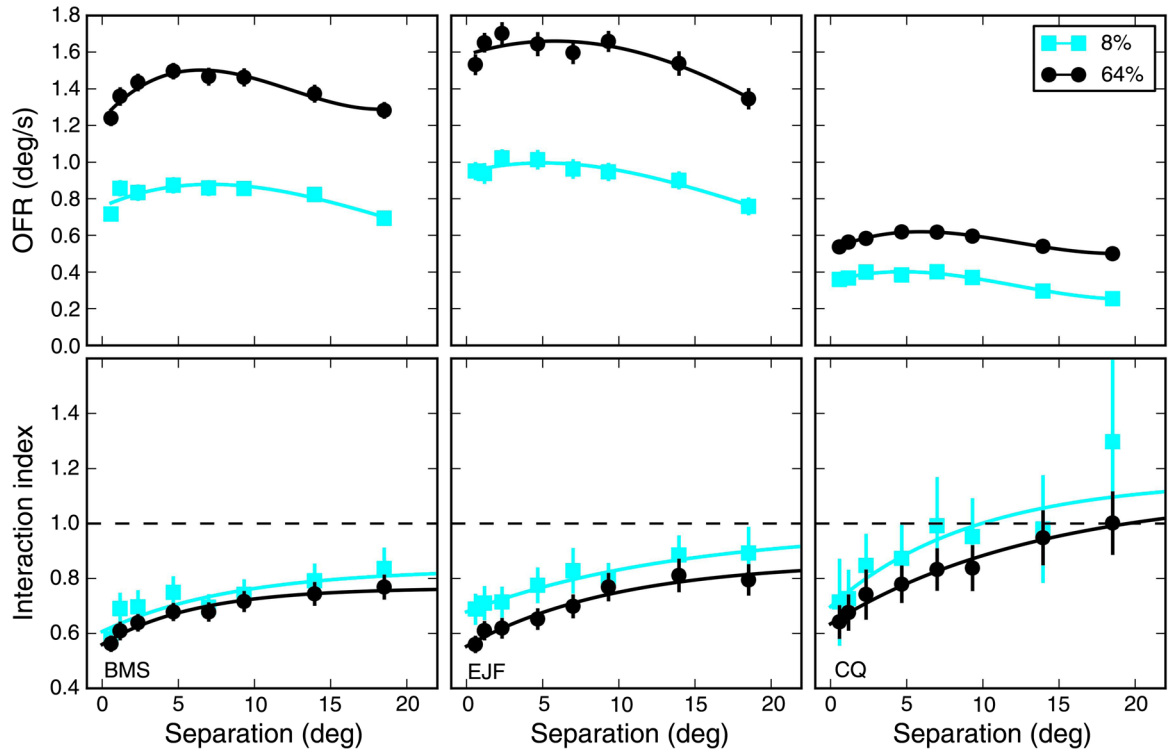 1.8
1.6
1.4
1.2
1.0
0.8
0.6
0.4
0.2
0.0
OFR (deg/s)
8%
64%
1.4
1.2
1.0
0.8
0.6
0.4
Interaction index
BMS
EJF
CQ
0 5 10 15 20
0 5 10 15 20
0 5 10 15 20
Separation (deg)
Separation (deg)
Separation (deg)